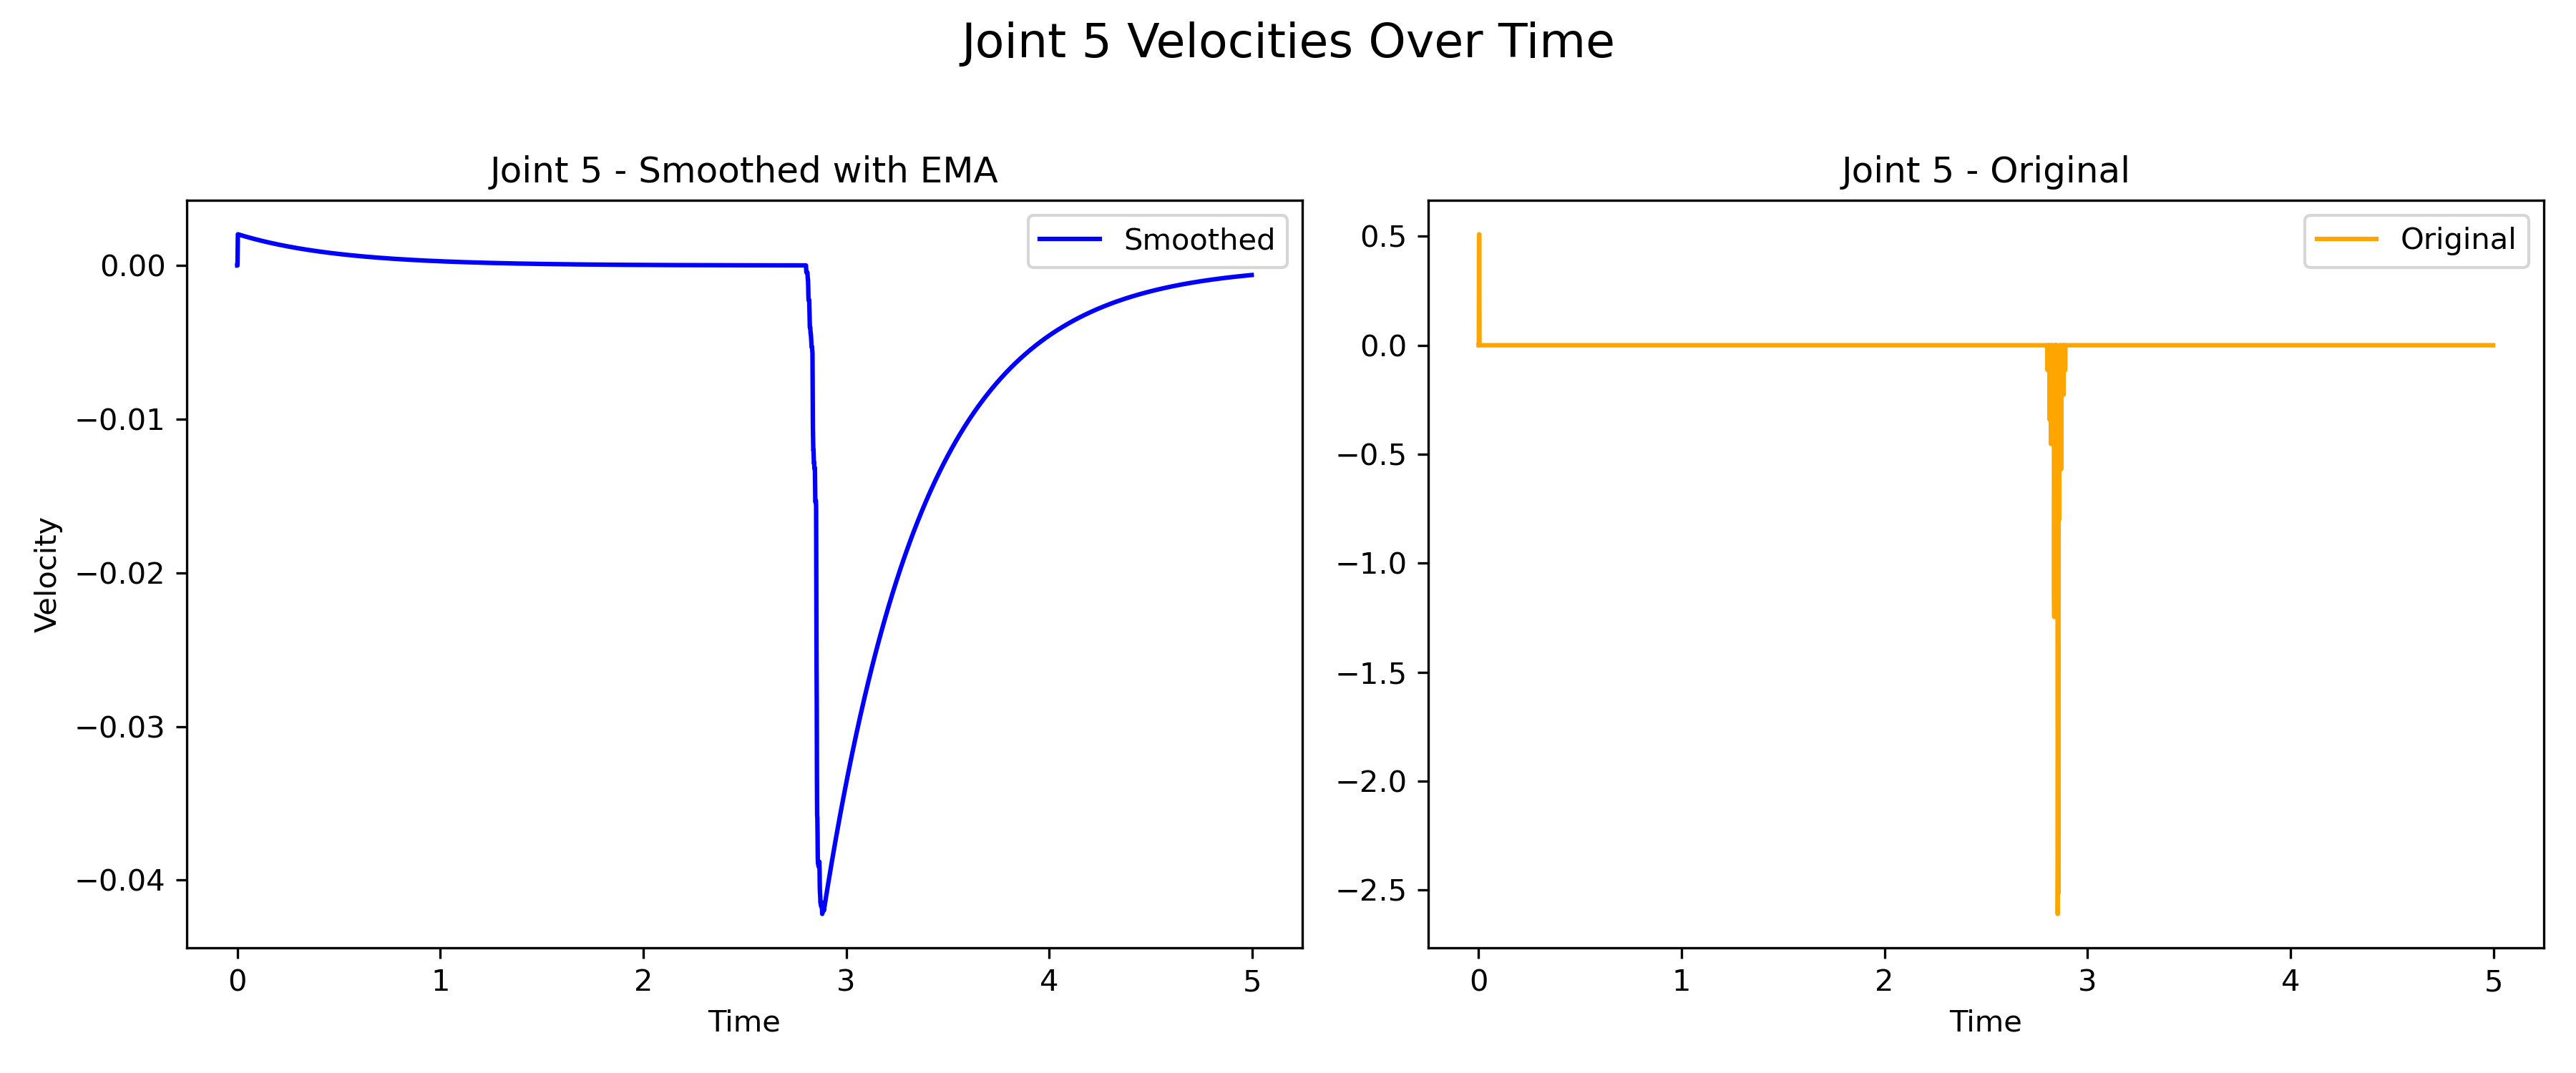 Joint 5 Velocities Over Time
Joint 5 - Smoothed with EMA
Smoothed
0.00
−0.01
−0.02
−0.03
−0.04
Velocity
0 1 2 3 4 5
Time
Joint 5 - Original
Original
0.5
0.0
−0.5
−1.0
−1.5
−2.0
−2.5
0 1 2 3 4 5
Time